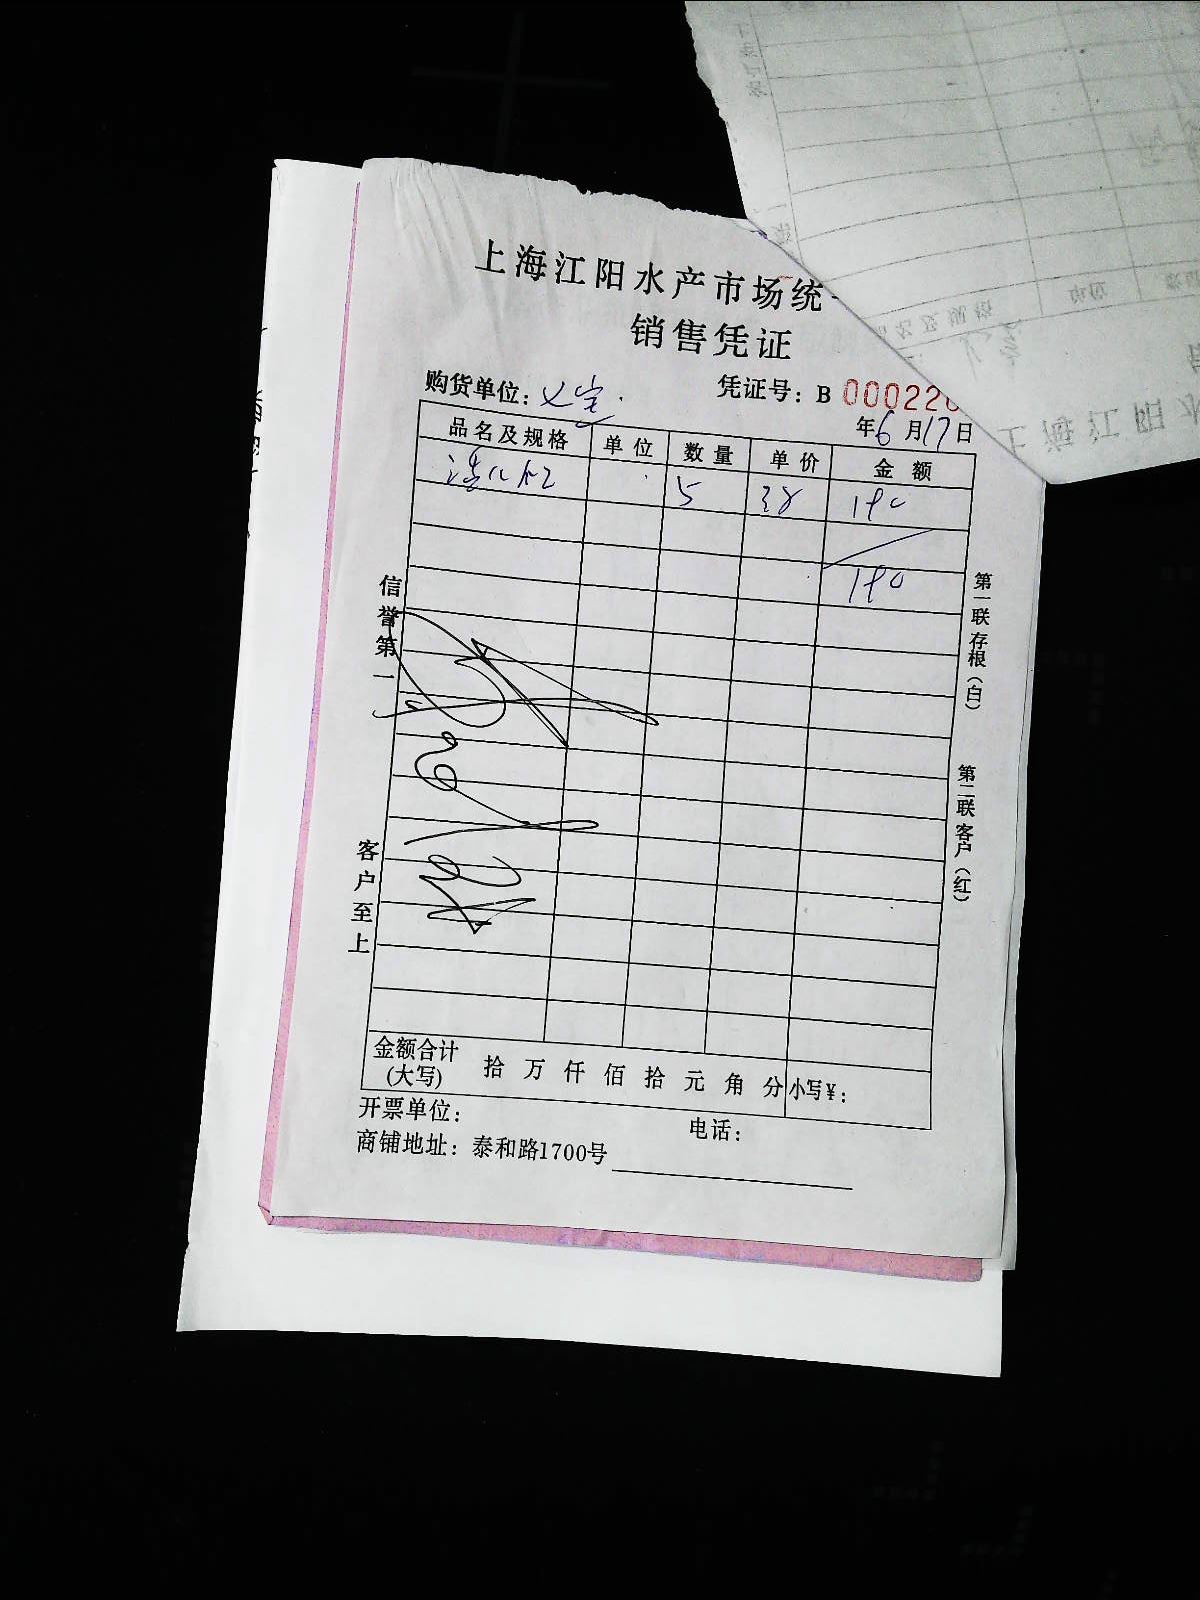 上海江阳水产市场统
销售凭证
购货单位：
凭证号：B 000220
年6月17日
品名及规格 单位 数量 单价 金额
5 38 190
190
信誉第一
客户至上
第一联 存根（白）
第二联 客户（红）
金额合计(大写) 拾 万 仟 佰 拾 元 角 分 小写¥：
开票单位： 电话：
商铺地址：泰和路1700号